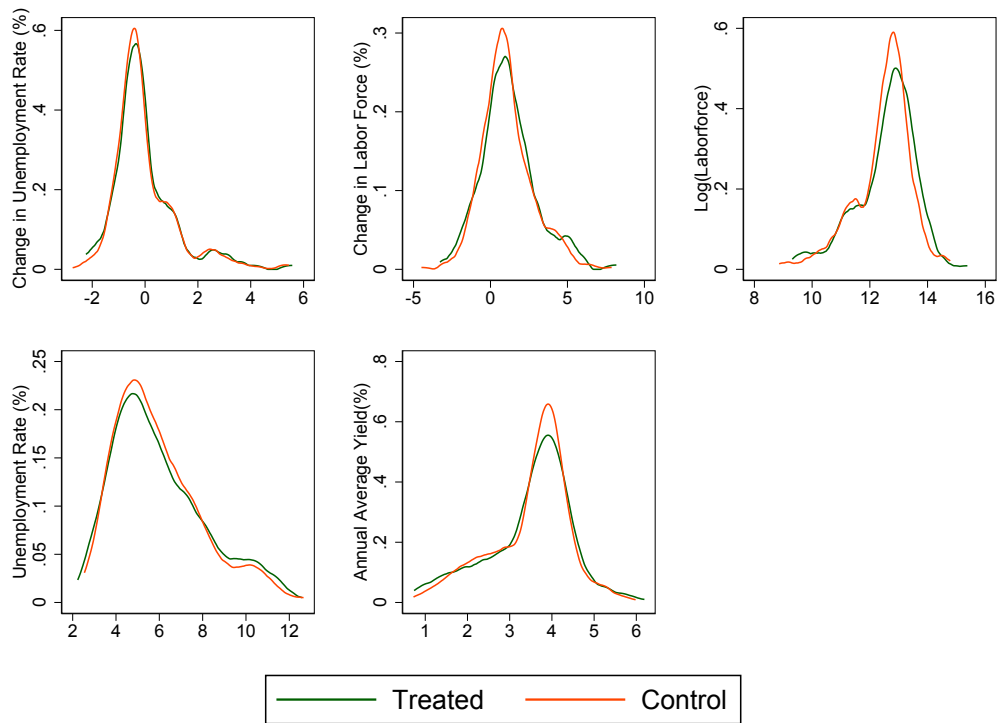 Change in Unemployment Rate (%)
0 .2 .4 .6
-2 0 2 4 6
Change in Labor Force (%)
0 .1 .2 .3
-5 0 5 10
Log(Laborforce)
0 .2 .4 .6
8 10 12 14 16
Unemployment Rate (%)
0 .05 .1 .15 .2 .25
2 4 6 8 10 12
Annual Average Yield(%)
0 .2 .4 .6 .8
1 2 3 4 5 6
Treated Control